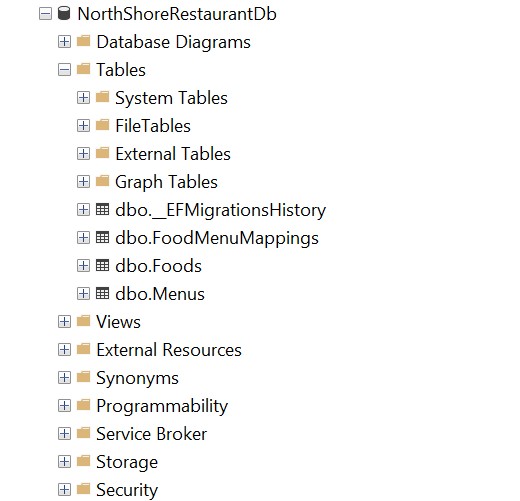 NorthShoreRestaurantDb
Database Diagrams
Tables
System Tables
FileTables
External Tables
Graph Tables
dbo.__EFMigrationsHistory
dbo.FoodMenuMappings
dbo.Foods
dbo.Menus
Views
External Resources
Synonyms
Programmability
Service Broker
Storage
Security